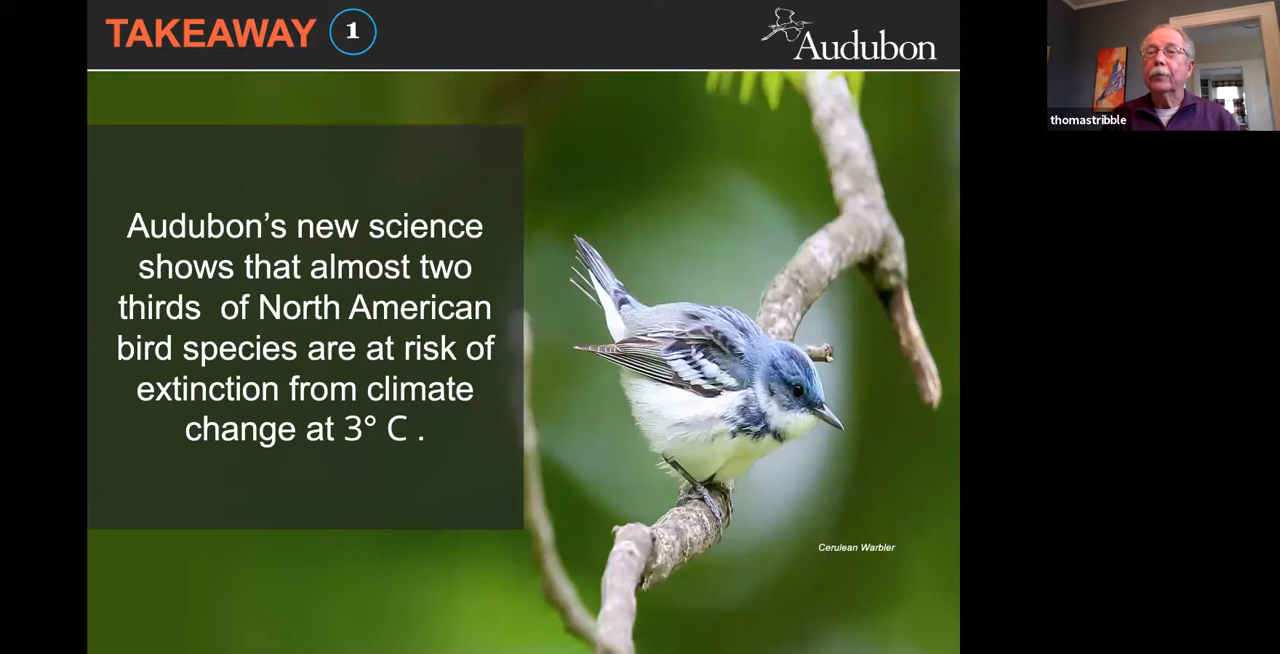 TAKEAWAY 1
Audubon
thomastribble
Audubon's new science
shows that almost two
thirds  of North American
bird species are at risk of
extinction from climate
change at 3° C .
Cerulean Warbler